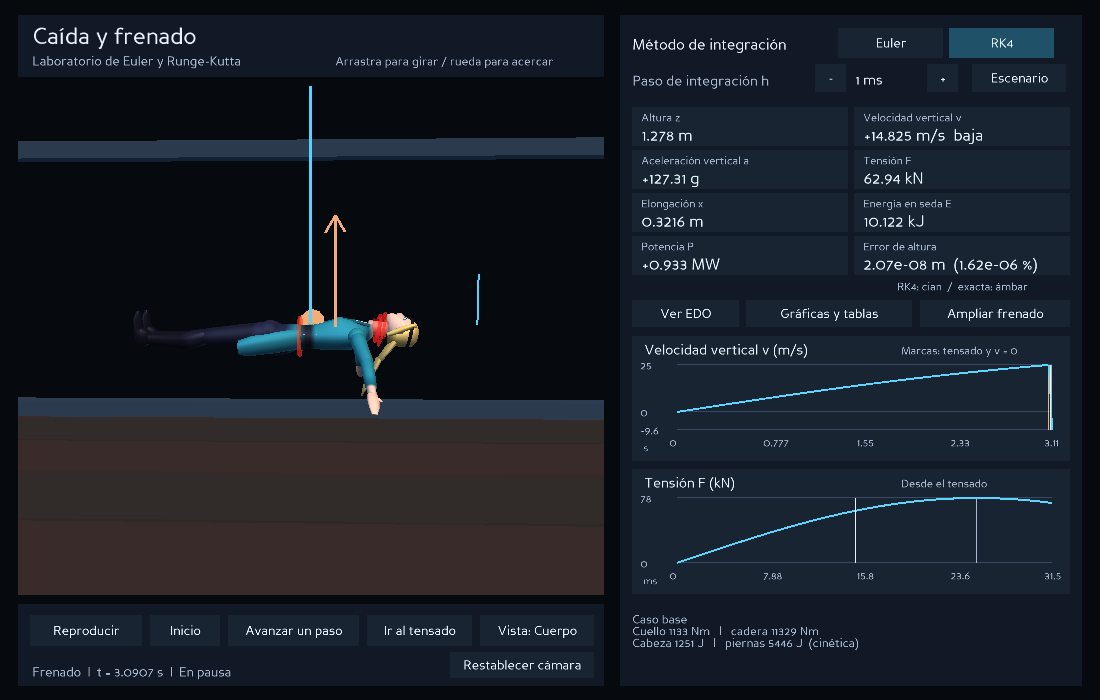 Caída y frenado
Laboratorio de Euler y Runge-Kutta
Arrastra para girar / rueda para acercar
Método de integración
Euler
RK4
Paso de integración h
-
1 ms
+
Escenario
Altura z
1.278 m
Velocidad vertical v
+14.825 m/s baja
Aceleración vertical a
+127.31 g
Tensión F
62.94 kN
Elongación x
0.3216 m
Energía en seda E
10.122 kJ
Potencia P
+0.933 MW
Error de altura
2.07e-08 m (1.62e-06 %)
RK4: cian / exacta: ámbar
Ver EDO
Gráficas y tablas
Ampliar frenado
Velocidad vertical v (m/s)
Marcas: tensado y v = 0
25
0
-9.6
s
0
0.777
1.55
2.33
3.11
Tensión F (kN)
Desde el tensado
78
0
ms
0
7.88
15.8
23.6
31.5
Caso base
Cuello 1133 Nm | cadera 11329 Nm
Cabeza 1251 J | piernas 5446 J (cinética)
Reproducir
Inicio
Avanzar un paso
Ir al tensado
Vista: Cuerpo
Restablecer cámara
Frenado | t = 3.0907 s | En pausa